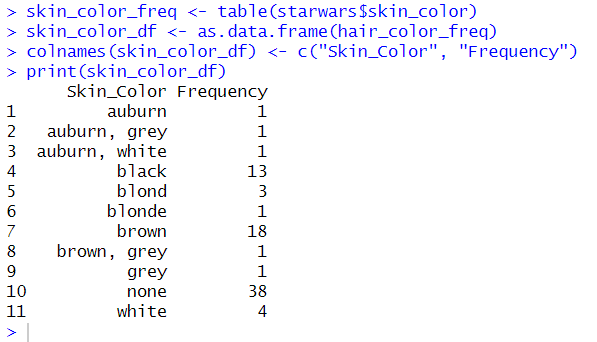 > skin_color_freq <- table(starwars$skin_color)
> skin_color_df <- as.data.frame(hair_color_freq)
> colnames(skin_color_df) <- c("Skin_Color", "Frequency")
> print(skin_color_df)
Skin_Color Frequency
1 auburn 1
2 auburn, grey 1
3 auburn, white 1
4 black 13
5 blond 3
6 blonde 1
7 brown 18
8 brown, grey 1
9 grey 1
10 none 38
11 white 4
>